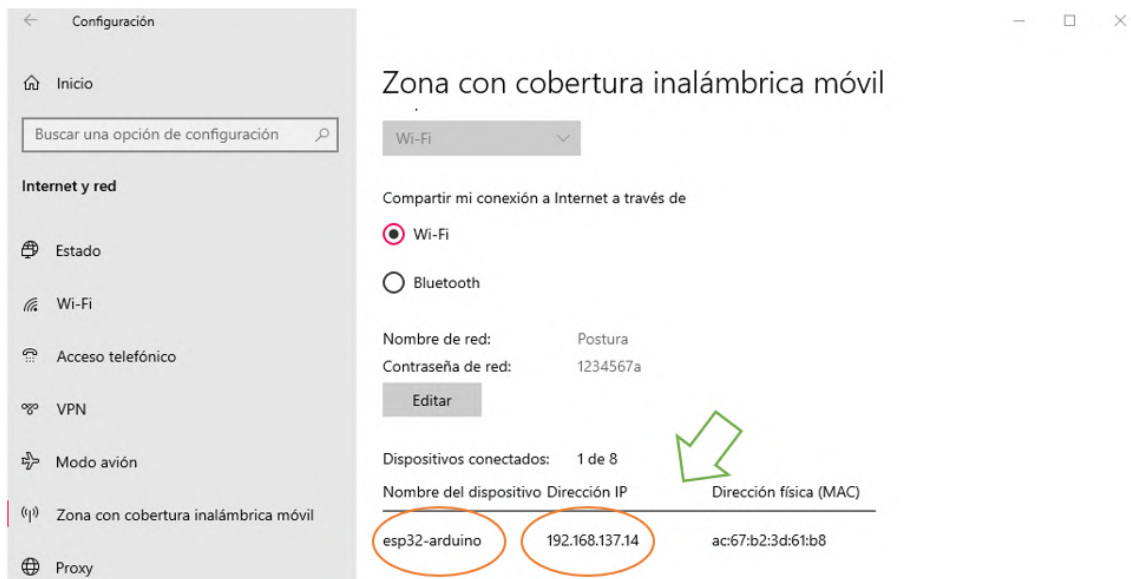 Configuración
Inicio
Buscar una opción de configuración
Internet y red
Estado
Wi-Fi
Acceso telefónico
VPN
Modo avión
Zona con cobertura inalámbrica móvil
Proxy
Zona con cobertura inalámbrica móvil
Wi-Fi
Compartir mi conexión a Internet a través de
Wi-Fi
Bluetooth
Nombre de red: Postura
Contraseña de red: 1234567a
Editar
Dispositivos conectados: 1 de 8
Nombre del dispositivo Dirección IP Dirección física (MAC)
esp32-arduino 192.168.137.14 ac:67:b2:3d:61:b8